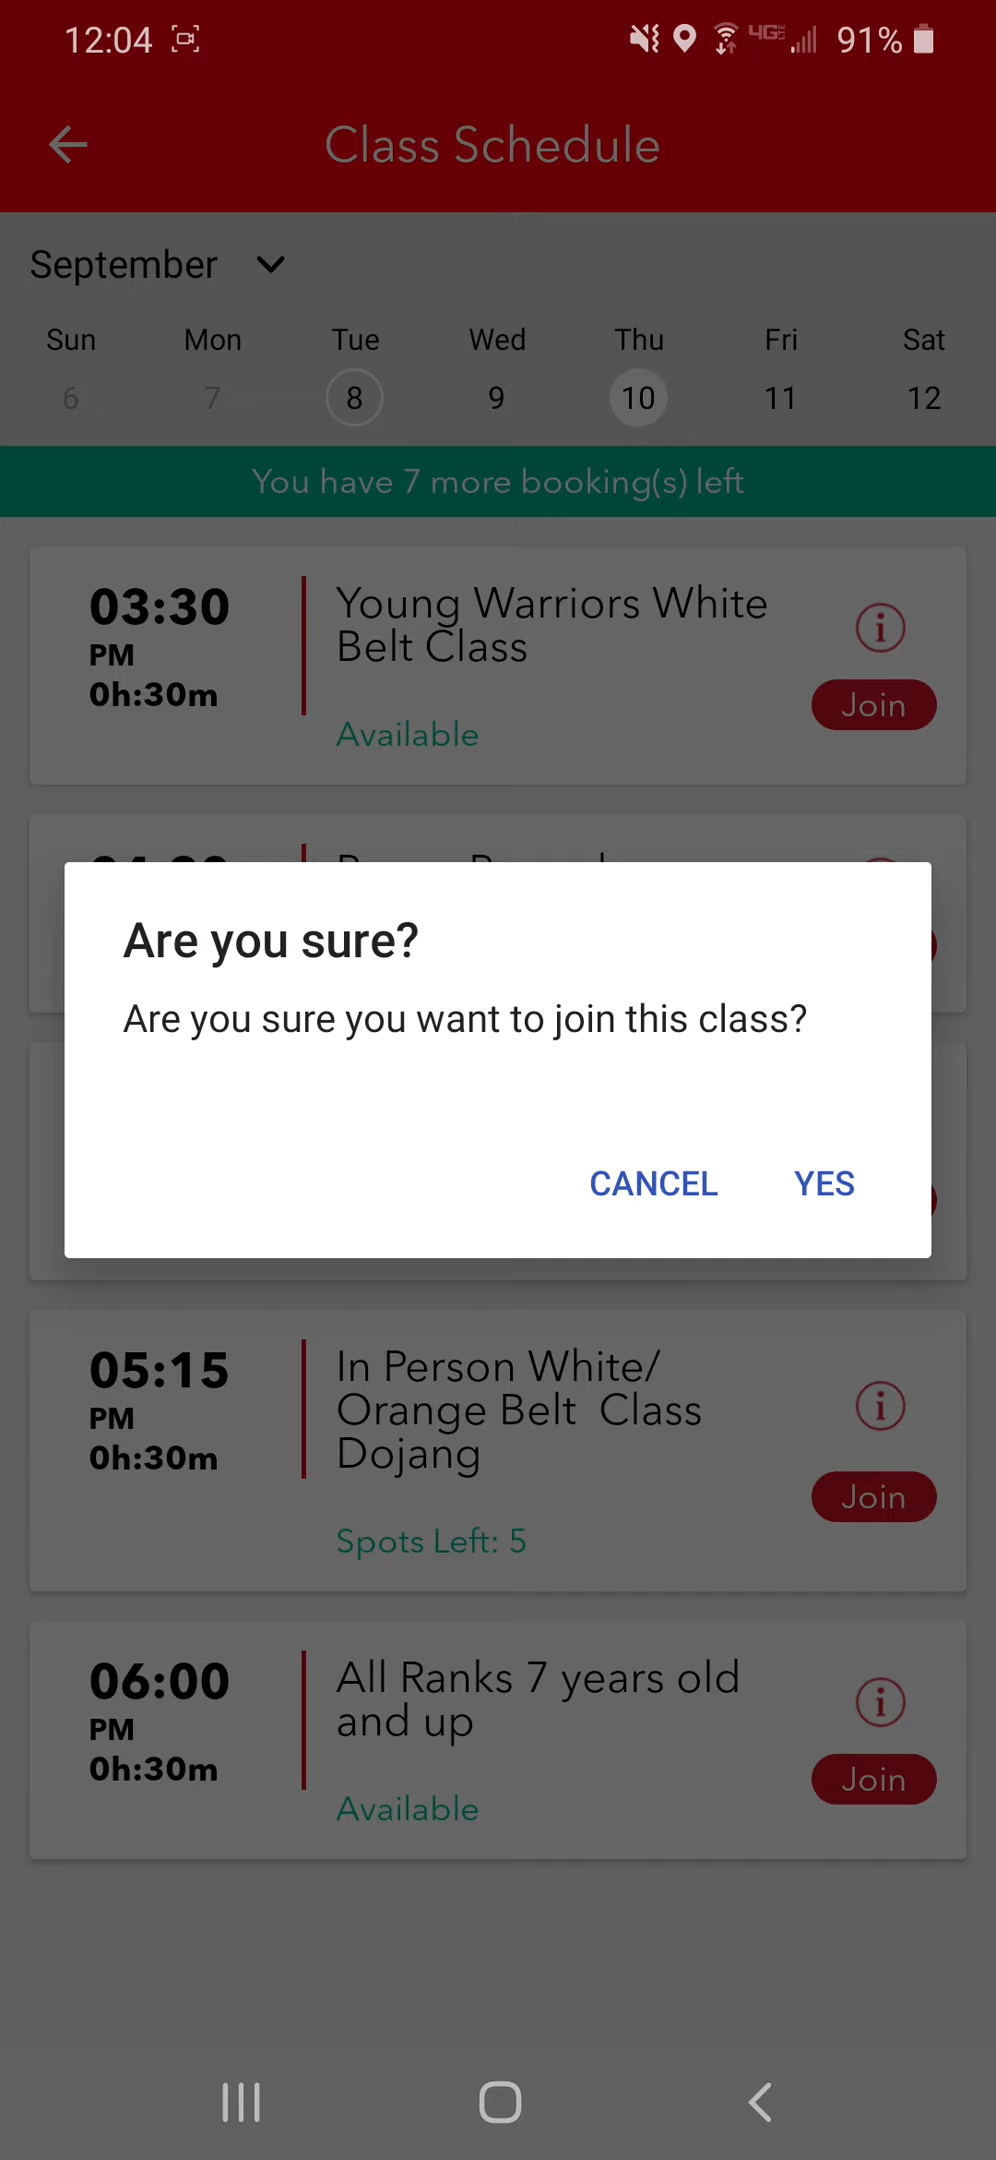 12:04 4GE 91%
Class Schedule
September
Sun Mon Tue Wed Thu Fri Sat
6 7 8 9 10 11 12
You have 7 more booking(s) left
03:30
PM
0h:30m
Young Warriors White
Belt Class
Available
i
Join
Are you sure?
Are you sure you want to join this class?
CANCEL YES
05:15
PM
0h:30m
In Person White/
Orange Belt Class
Dojang
Spots Left: 5
i
Join
06:00
PM
0h:30m
All Ranks 7 years old
and up
Available
i
Join